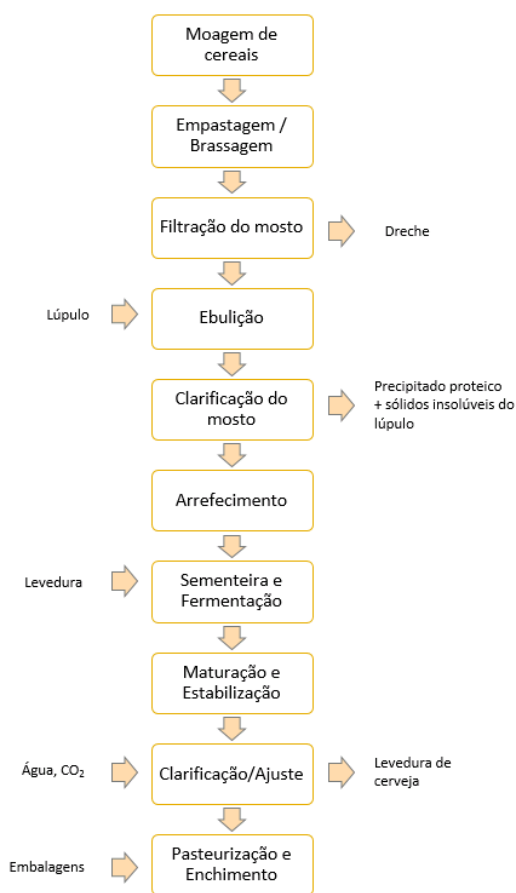 Moagem de
cereais
Empastagem /
Brassagem
Filtração do mosto
Dreche
Lúpulo
Ebulição
Clarificação do
mosto
Precipitado proteico
+ sólidos insolúveis do
lúpulo
Arrefecimento
Levedura
Sementeira e
Fermentação
Maturação e
Estabilização
Água, CO₂
Clarificação/Ajuste
Levedura de
cerveja
Embalagens
Pasteurização e
Enchimento